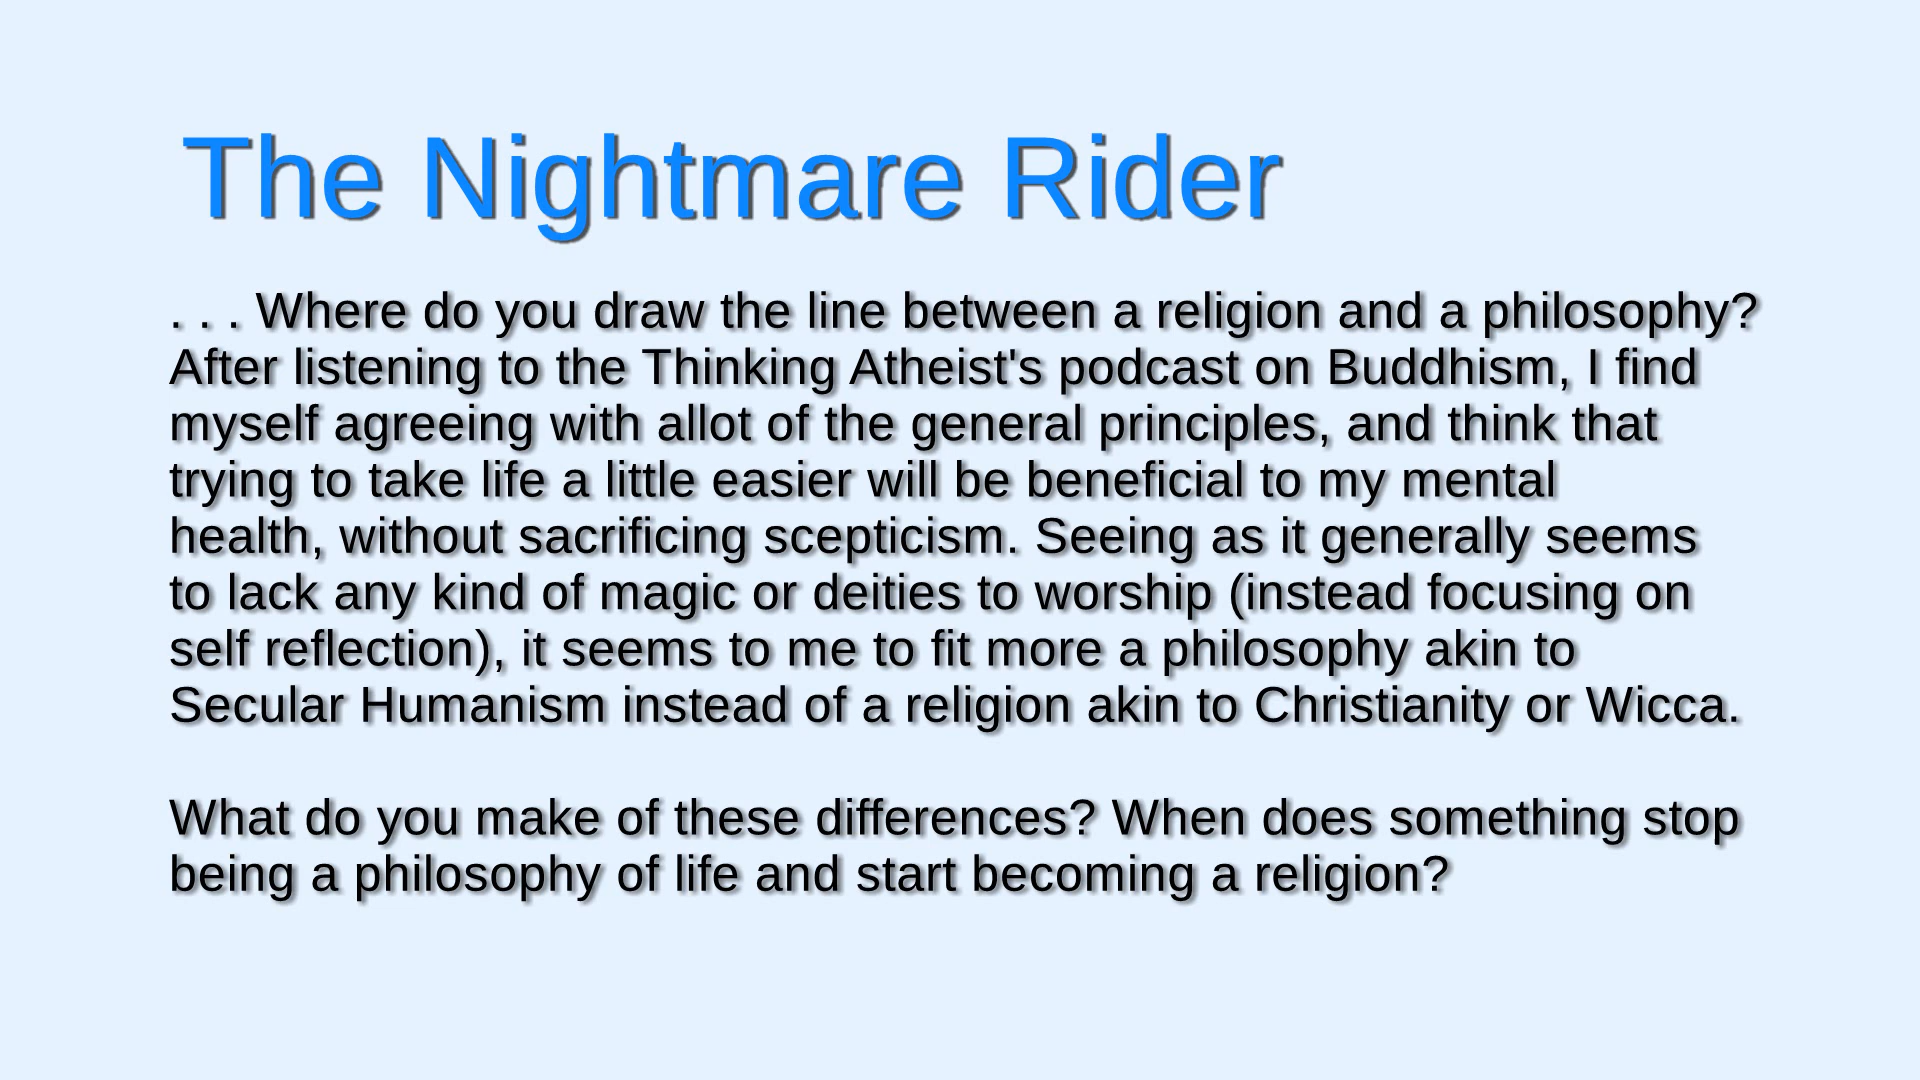 The Nightmare Rider
. . . Where do you draw the line between a religion and a philosophy?
After listening to the Thinking Atheist's podcast on Buddhism, I find
myself agreeing with allot of the general principles, and think that
trying to take life a little easier will be beneficial to my mental
health, without sacrificing scepticism. Seeing as it generally seems
to lack any kind of magic or deities to worship (instead focusing on
self reflection), it seems to me to fit more a philosophy akin to
Secular Humanism instead of a religion akin to Christianity or Wicca.
What do you make of these differences? When does something stop
being a philosophy of life and start becoming a religion?